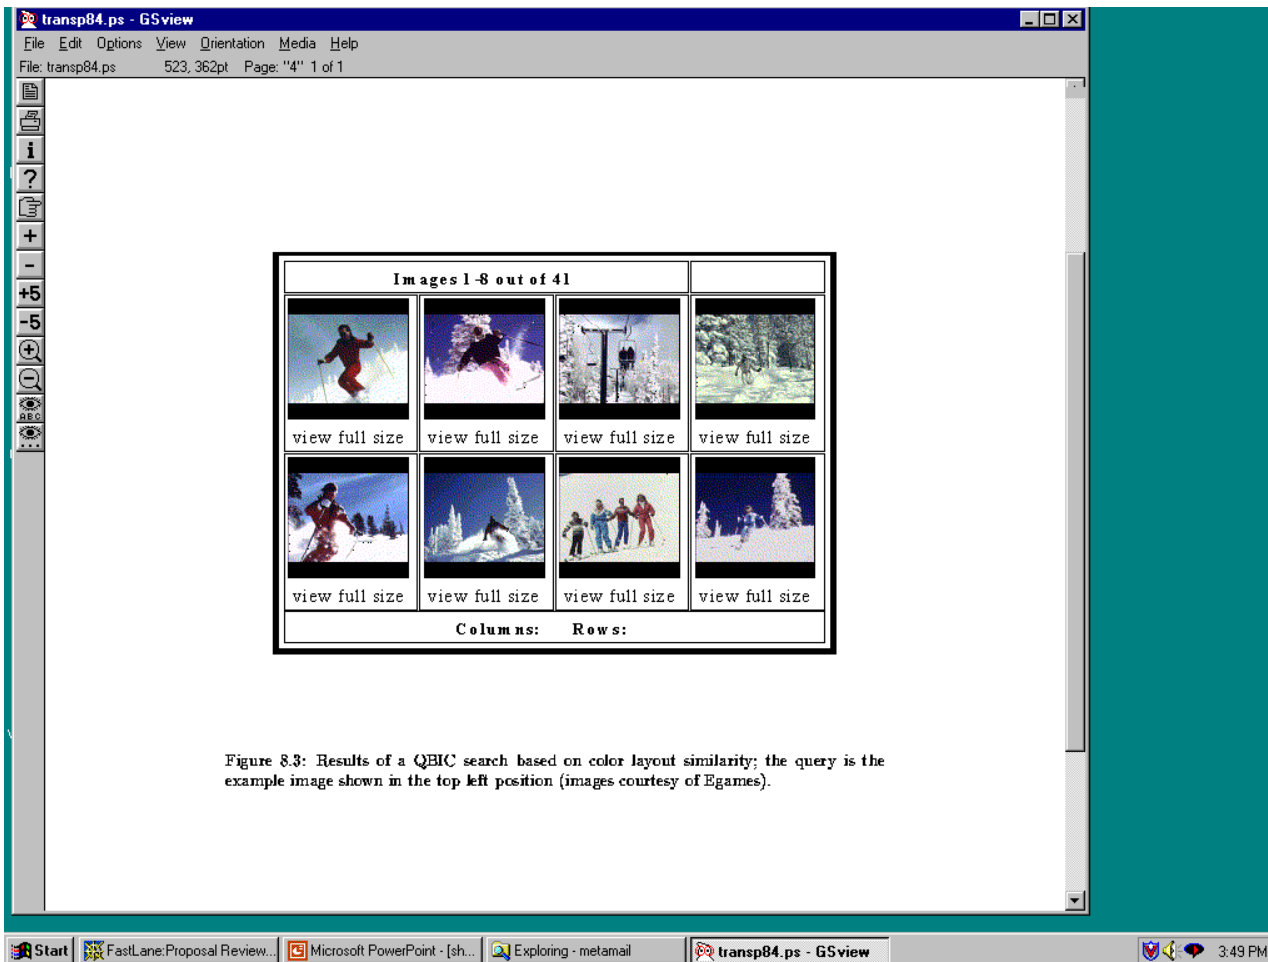 transp84.ps - GSview
File Edit Options View Orientation Media Help
File: transp84.ps 523, 362pt Page: "4" 1 of 1
i
?
+
-
+5
-5
ABC
Images 1-8 out of 41
view full size view full size view full size view full size
view full size view full size view full size view full size
Columns: Rows:
Figure 8.3: Results of a QBIC search based on color layout similarity; the query is the
example image shown in the top left position (images courtesy of Egames).
Start FastLane:Proposal Review... Microsoft PowerPoint - [sh... Exploring - metamail transp84.ps - GSview 3:49 PM